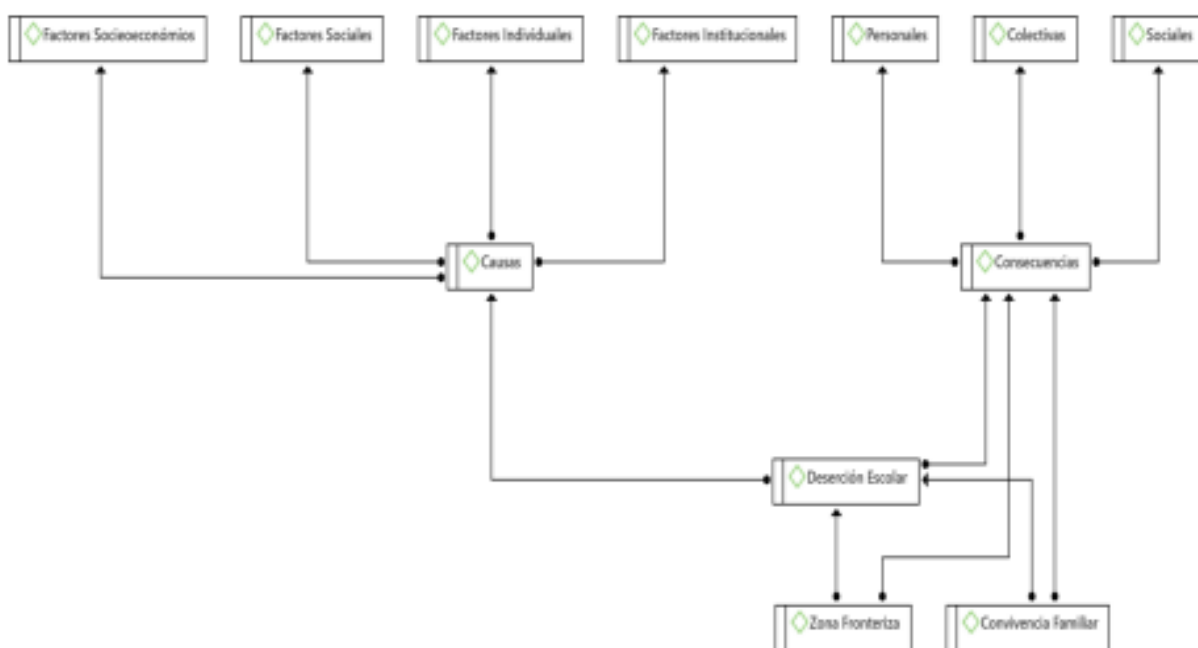 Factores Socieoeconómios
Factores Sociales
Factores Individuales
Factores Institucionales
Personales
Colectivas
Sociales
Causas
Consecuencias
Deserción Escolar
Zona Fronteriza
Convivencia Familiar